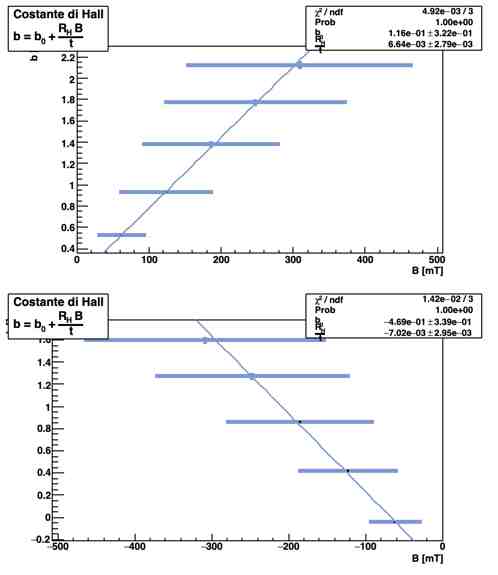 Costante di Hall
b = b₀ + R_H B / t
χ² / ndf 4.92e−03 / 3
Prob 1.00e+00
b₀ 1.16e−01 ± 3.22e−01
6.64e−03 ± 2.79e−03
b
2.2
2
1.8
1.6
1.4
1.2
1
0.8
0.6
0.4
0 100 200 300 400 500
B [mT]
Costante di Hall
b = b₀ + R_H B / t
χ² / ndf 1.42e−02 / 3
Prob 1.00e+00
−4.69e−01 ± 3.39e−01
−7.02e−03 ± 2.95e−03
1.6
1.4
1.2
1
0.8
0.6
0.4
0.2
0
−0.2
−500 −400 −300 −200 −100 0
B [mT]